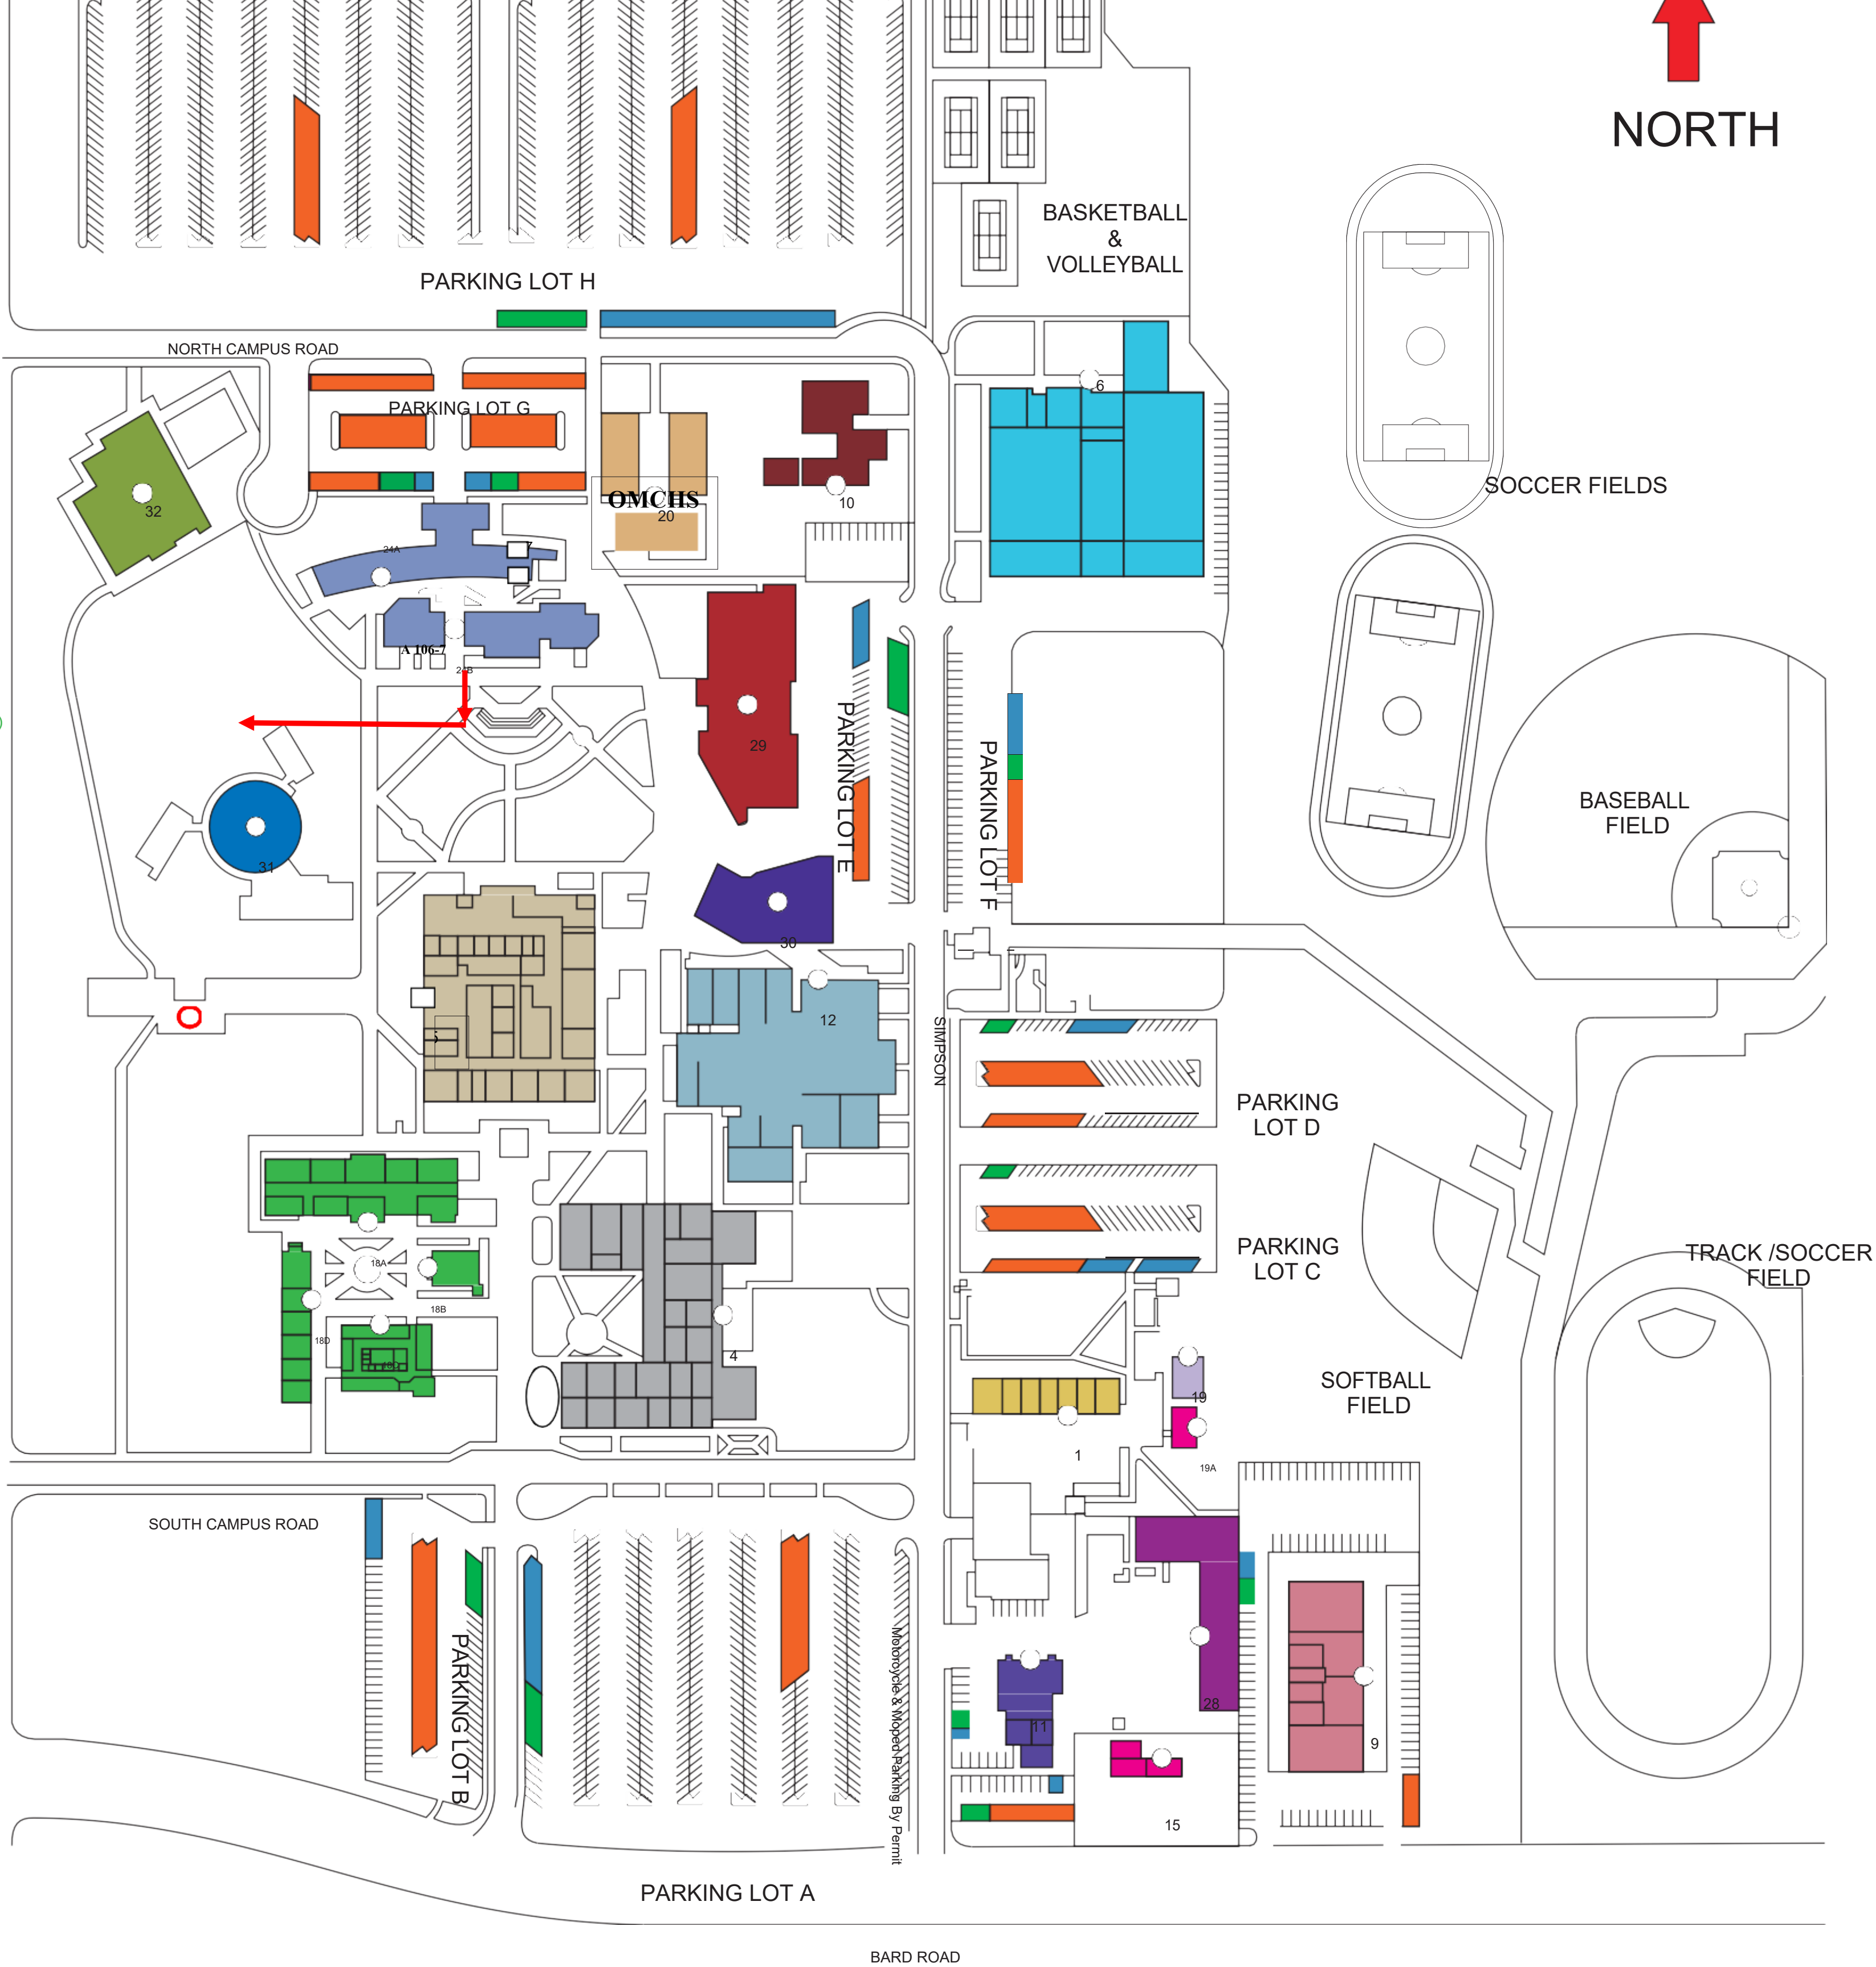 NORTH
BASKETBALL
&
VOLLEYBALL
PARKING LOT H
NORTH CAMPUS ROAD
6
PARKING LOT G
SOCCER FIELDS
32
OMCHS
20
10
24A
7
A 106-7
24B
29
PARKING LOT E
PARKING LOT F
BASEBALL
FIELD
31
30
12
5
SIMPSON
PARKING
LOT D
PARKING
LOT C
TRACK /SOCCER
FIELD
18A
18B
18D
18C
4
SOFTBALL
FIELD
19
1
19A
SOUTH CAMPUS ROAD
PARKING LOT B
Motorcycle & Moped Parking By Permit
28
11
9
15
PARKING LOT A
BARD ROAD